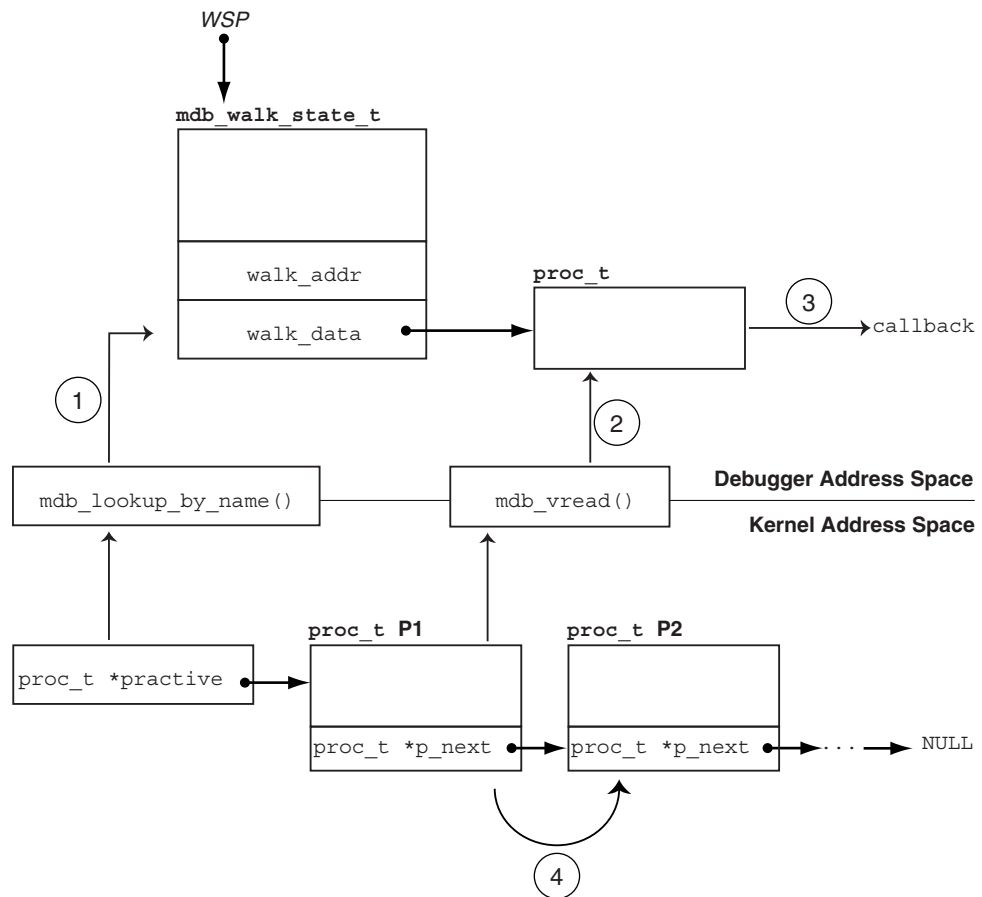 WSP
mdb_walk_state_t
walk_addr
walk_data
proc_t
3
callback
1
2
mdb_lookup_by_name()
mdb_vread()
Debugger Address Space
Kernel Address Space
proc_t P1
proc_t P2
proc_t *practive
proc_t *p_next
proc_t *p_next
...
NULL
4